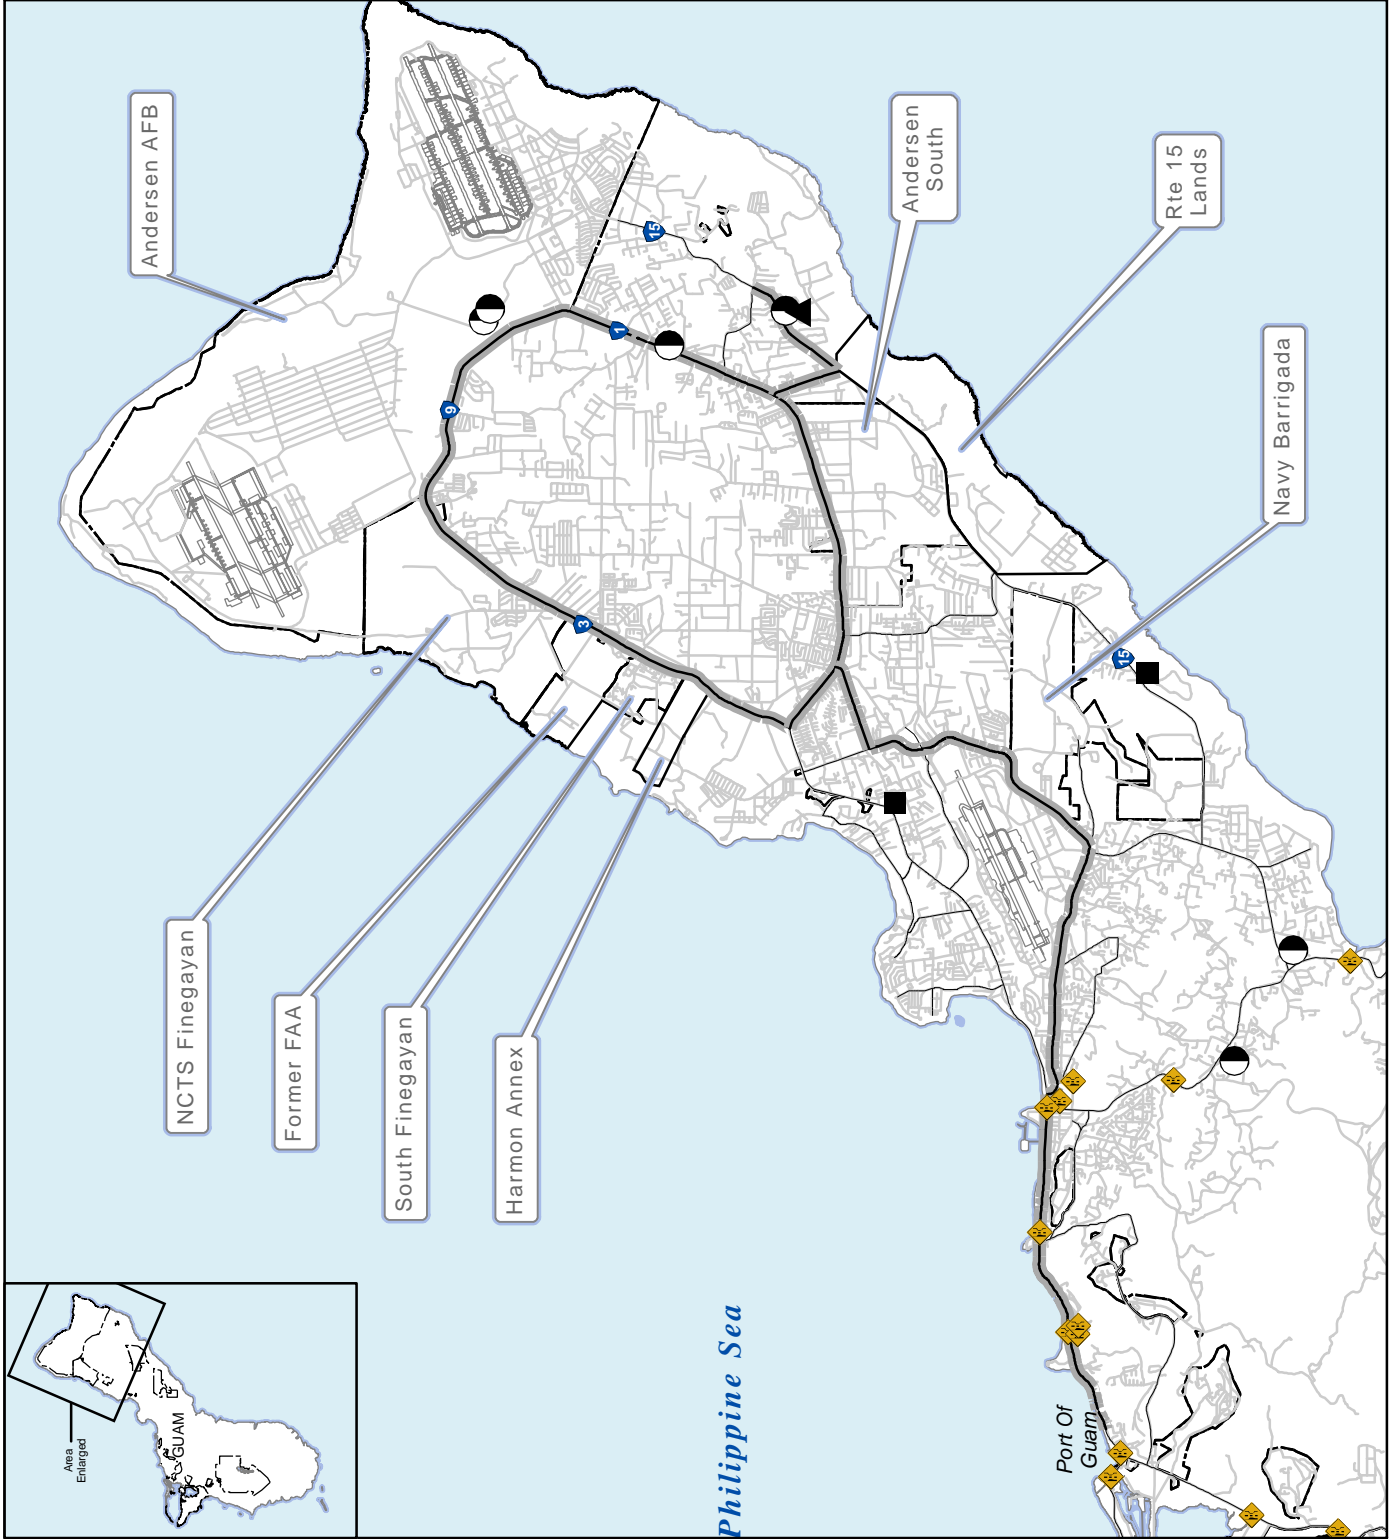 Andersen AFB
NCTS Finegayan
Former FAA
South Finegayan
Harmon Annex
Andersen
South
Rte 15
Lands
Navy Barrigada
15
1
9
3
15
Philippine Sea
Port Of
Guam
Area
Enlarged
GUAM